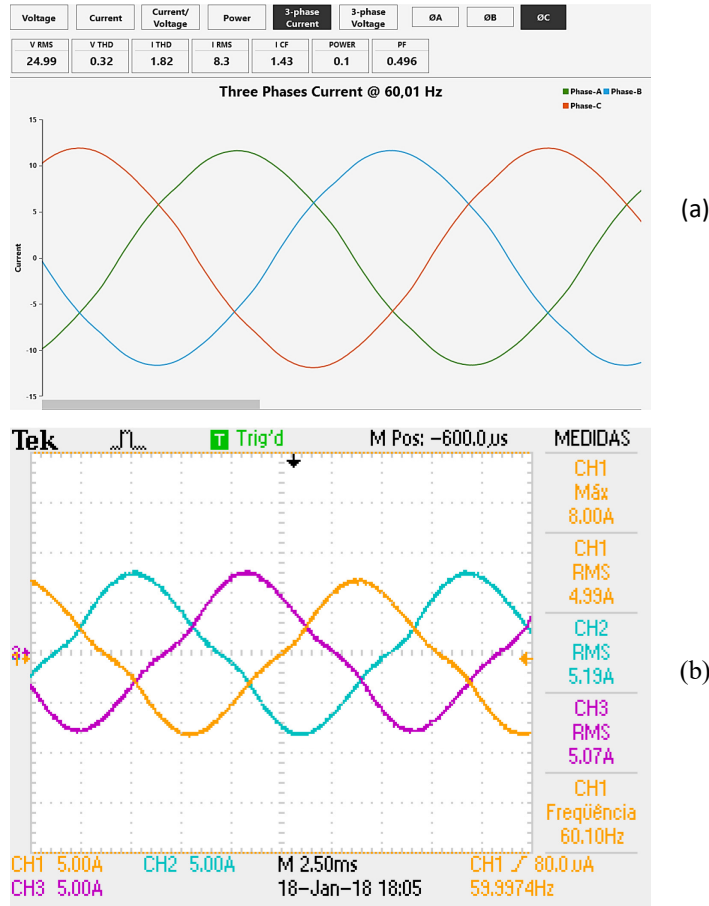 Voltage Current Current/ Voltage Power 3-phase Current 3-phase Voltage ØA ØB ØC
V RMS V THD I THD I RMS I CF POWER PF
24.99 0.32 1.82 8.3 1.43 0.1 0.496
Three Phases Current @ 60,01 Hz
Phase-A Phase-B
Phase-C
15
10
5
0
-5
-10
-15
Current
(a)
Tek T Trig'd M Pos: -600.0us MEDIDAS
CH1
Máx
8.00A
CH1
RMS
4.99A
CH2
RMS
5.19A
CH3
RMS
5.07A
CH1
Freqüência
60.10Hz
(b)
CH1 5.00A CH2 5.00A M 2.50ms CH1 80.0uA
CH3 5.00A 18-Jan-18 18:05 59.9974Hz